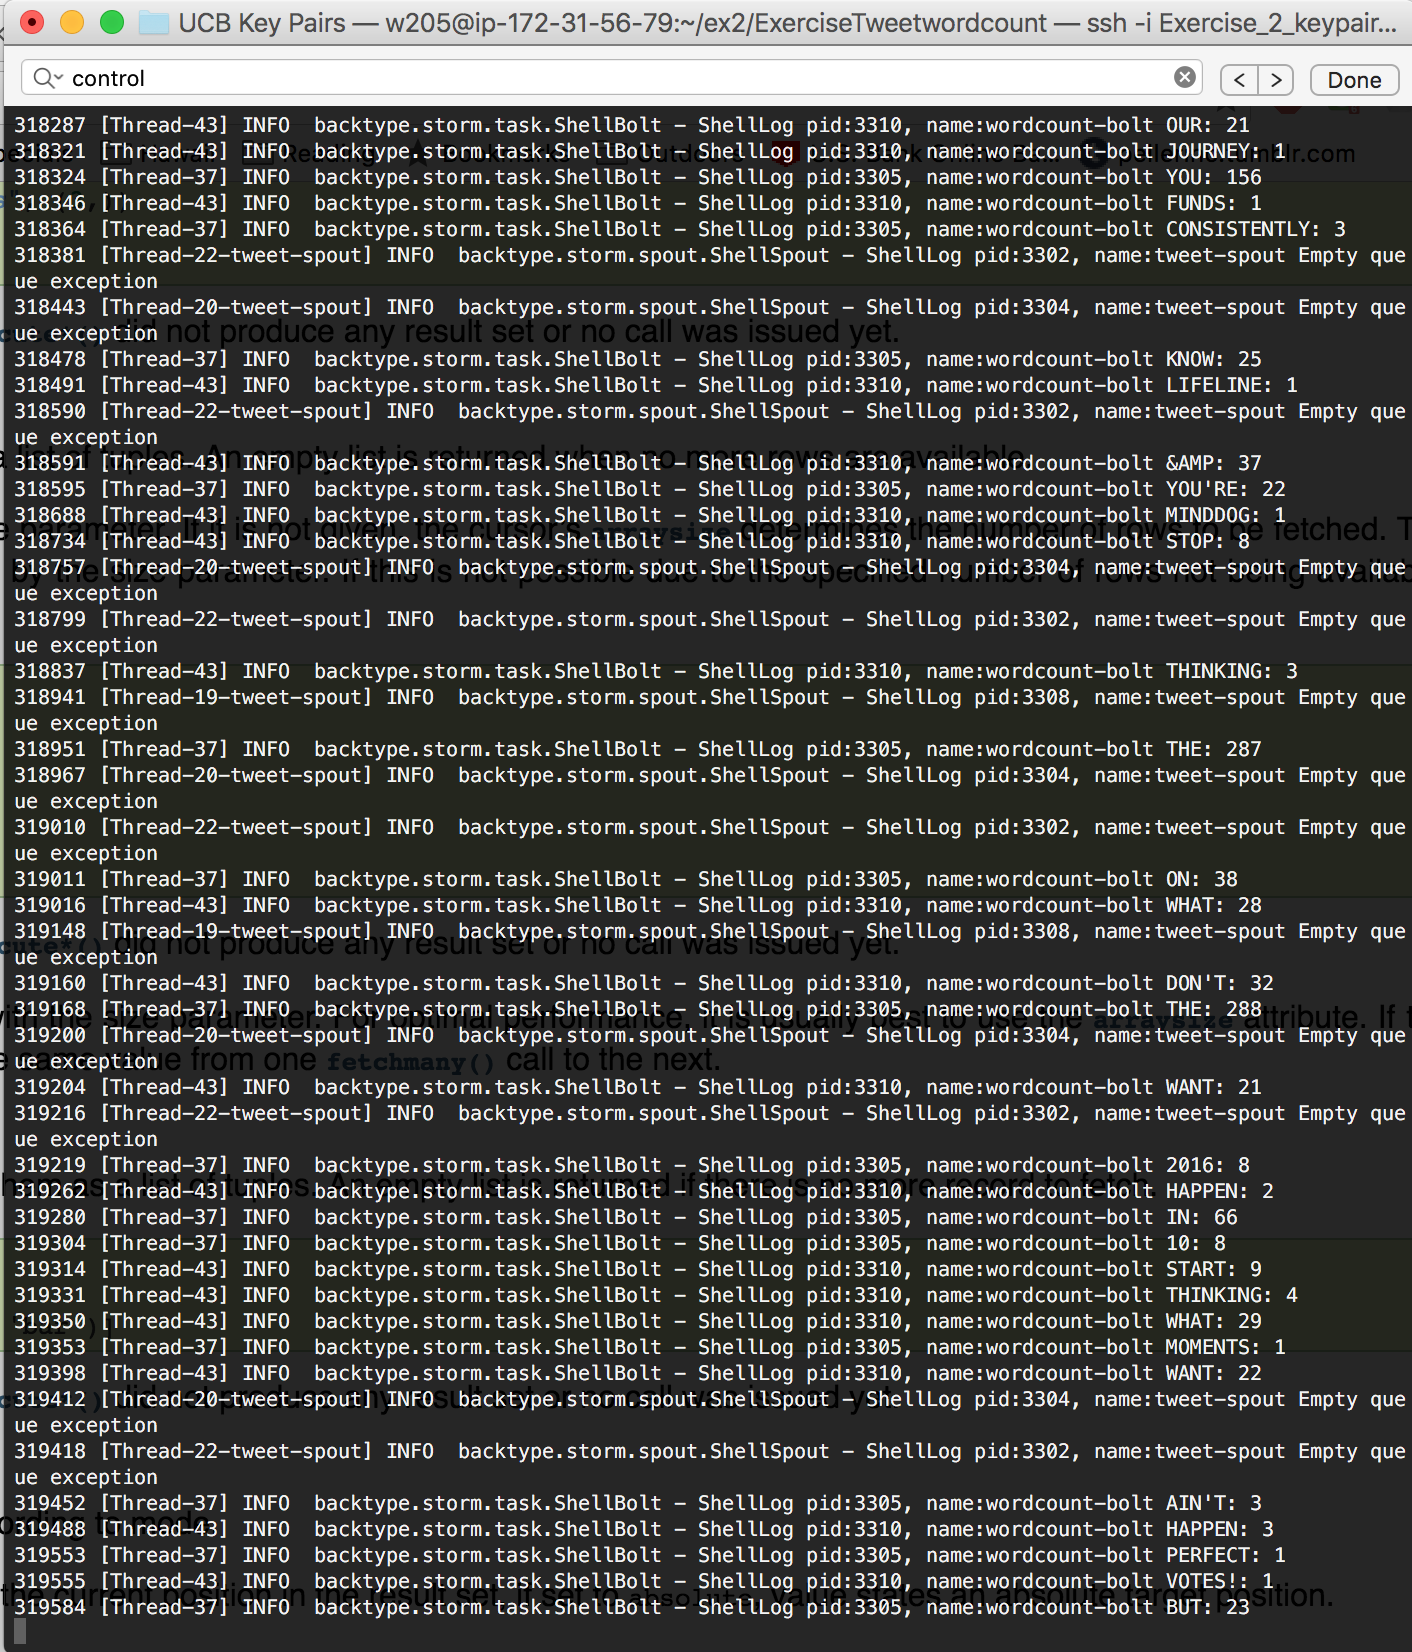 UCB Key Pairs — w205@ip-172-31-56-79:~/ex2/ExerciseTweetwordcount — ssh -i Exercise_2_keypair...
control
< > Done
318287 [Thread-43] INFO  backtype.storm.task.ShellBolt - ShellLog pid:3310, name:wordcount-bolt OUR: 21
318321 [Thread-43] INFO  backtype.storm.task.ShellBolt - ShellLog pid:3310, name:wordcount-bolt JOURNEY: 1
318324 [Thread-37] INFO  backtype.storm.task.ShellBolt - ShellLog pid:3305, name:wordcount-bolt YOU: 156
318346 [Thread-43] INFO  backtype.storm.task.ShellBolt - ShellLog pid:3310, name:wordcount-bolt FUNDS: 1
318364 [Thread-37] INFO  backtype.storm.task.ShellBolt - ShellLog pid:3305, name:wordcount-bolt CONSISTENTLY: 3
318381 [Thread-22-tweet-spout] INFO  backtype.storm.spout.ShellSpout - ShellLog pid:3302, name:tweet-spout Empty que
ue exception
318443 [Thread-20-tweet-spout] INFO  backtype.storm.spout.ShellSpout - ShellLog pid:3304, name:tweet-spout Empty que
ue exception
318478 [Thread-37] INFO  backtype.storm.task.ShellBolt - ShellLog pid:3305, name:wordcount-bolt KNOW: 25
318491 [Thread-43] INFO  backtype.storm.task.ShellBolt - ShellLog pid:3310, name:wordcount-bolt LIFELINE: 1
318590 [Thread-22-tweet-spout] INFO  backtype.storm.spout.ShellSpout - ShellLog pid:3302, name:tweet-spout Empty que
ue exception
318591 [Thread-43] INFO  backtype.storm.task.ShellBolt - ShellLog pid:3310, name:wordcount-bolt &AMP: 37
318595 [Thread-37] INFO  backtype.storm.task.ShellBolt - ShellLog pid:3305, name:wordcount-bolt YOU'RE: 22
318688 [Thread-43] INFO  backtype.storm.task.ShellBolt - ShellLog pid:3310, name:wordcount-bolt MINDDOG: 1
318734 [Thread-43] INFO  backtype.storm.task.ShellBolt - ShellLog pid:3310, name:wordcount-bolt STOP: 8
318757 [Thread-20-tweet-spout] INFO  backtype.storm.spout.ShellSpout - ShellLog pid:3304, name:tweet-spout Empty que
ue exception
318799 [Thread-22-tweet-spout] INFO  backtype.storm.spout.ShellSpout - ShellLog pid:3302, name:tweet-spout Empty que
ue exception
318837 [Thread-43] INFO  backtype.storm.task.ShellBolt - ShellLog pid:3310, name:wordcount-bolt THINKING: 3
318941 [Thread-19-tweet-spout] INFO  backtype.storm.spout.ShellSpout - ShellLog pid:3308, name:tweet-spout Empty que
ue exception
318951 [Thread-37] INFO  backtype.storm.task.ShellBolt - ShellLog pid:3305, name:wordcount-bolt THE: 287
318967 [Thread-20-tweet-spout] INFO  backtype.storm.spout.ShellSpout - ShellLog pid:3304, name:tweet-spout Empty que
ue exception
319010 [Thread-22-tweet-spout] INFO  backtype.storm.spout.ShellSpout - ShellLog pid:3302, name:tweet-spout Empty que
ue exception
319011 [Thread-37] INFO  backtype.storm.task.ShellBolt - ShellLog pid:3305, name:wordcount-bolt ON: 38
319016 [Thread-43] INFO  backtype.storm.task.ShellBolt - ShellLog pid:3310, name:wordcount-bolt WHAT: 28
319148 [Thread-19-tweet-spout] INFO  backtype.storm.spout.ShellSpout - ShellLog pid:3308, name:tweet-spout Empty que
ue exception
319160 [Thread-43] INFO  backtype.storm.task.ShellBolt - ShellLog pid:3310, name:wordcount-bolt DON'T: 32
319168 [Thread-37] INFO  backtype.storm.task.ShellBolt - ShellLog pid:3305, name:wordcount-bolt THE: 288
319200 [Thread-20-tweet-spout] INFO  backtype.storm.spout.ShellSpout - ShellLog pid:3304, name:tweet-spout Empty que
ue exception
319204 [Thread-43] INFO  backtype.storm.task.ShellBolt - ShellLog pid:3310, name:wordcount-bolt WANT: 21
319216 [Thread-22-tweet-spout] INFO  backtype.storm.spout.ShellSpout - ShellLog pid:3302, name:tweet-spout Empty que
ue exception
319219 [Thread-37] INFO  backtype.storm.task.ShellBolt - ShellLog pid:3305, name:wordcount-bolt 2016: 8
319262 [Thread-43] INFO  backtype.storm.task.ShellBolt - ShellLog pid:3310, name:wordcount-bolt HAPPEN: 2
319280 [Thread-37] INFO  backtype.storm.task.ShellBolt - ShellLog pid:3305, name:wordcount-bolt IN: 66
319304 [Thread-37] INFO  backtype.storm.task.ShellBolt - ShellLog pid:3305, name:wordcount-bolt 10: 8
319314 [Thread-43] INFO  backtype.storm.task.ShellBolt - ShellLog pid:3310, name:wordcount-bolt START: 9
319331 [Thread-43] INFO  backtype.storm.task.ShellBolt - ShellLog pid:3310, name:wordcount-bolt THINKING: 4
319350 [Thread-43] INFO  backtype.storm.task.ShellBolt - ShellLog pid:3310, name:wordcount-bolt WHAT: 29
319353 [Thread-37] INFO  backtype.storm.task.ShellBolt - ShellLog pid:3305, name:wordcount-bolt MOMENTS: 1
319398 [Thread-43] INFO  backtype.storm.task.ShellBolt - ShellLog pid:3310, name:wordcount-bolt WANT: 22
319412 [Thread-20-tweet-spout] INFO  backtype.storm.spout.ShellSpout - ShellLog pid:3304, name:tweet-spout Empty que
ue exception
319418 [Thread-22-tweet-spout] INFO  backtype.storm.spout.ShellSpout - ShellLog pid:3302, name:tweet-spout Empty que
ue exception
319452 [Thread-37] INFO  backtype.storm.task.ShellBolt - ShellLog pid:3305, name:wordcount-bolt AIN'T: 3
319488 [Thread-43] INFO  backtype.storm.task.ShellBolt - ShellLog pid:3310, name:wordcount-bolt HAPPEN: 3
319553 [Thread-37] INFO  backtype.storm.task.ShellBolt - ShellLog pid:3305, name:wordcount-bolt PERFECT: 1
319555 [Thread-43] INFO  backtype.storm.task.ShellBolt - ShellLog pid:3310, name:wordcount-bolt VOTES!: 1
319584 [Thread-37] INFO  backtype.storm.task.ShellBolt - ShellLog pid:3305, name:wordcount-bolt BUT: 23